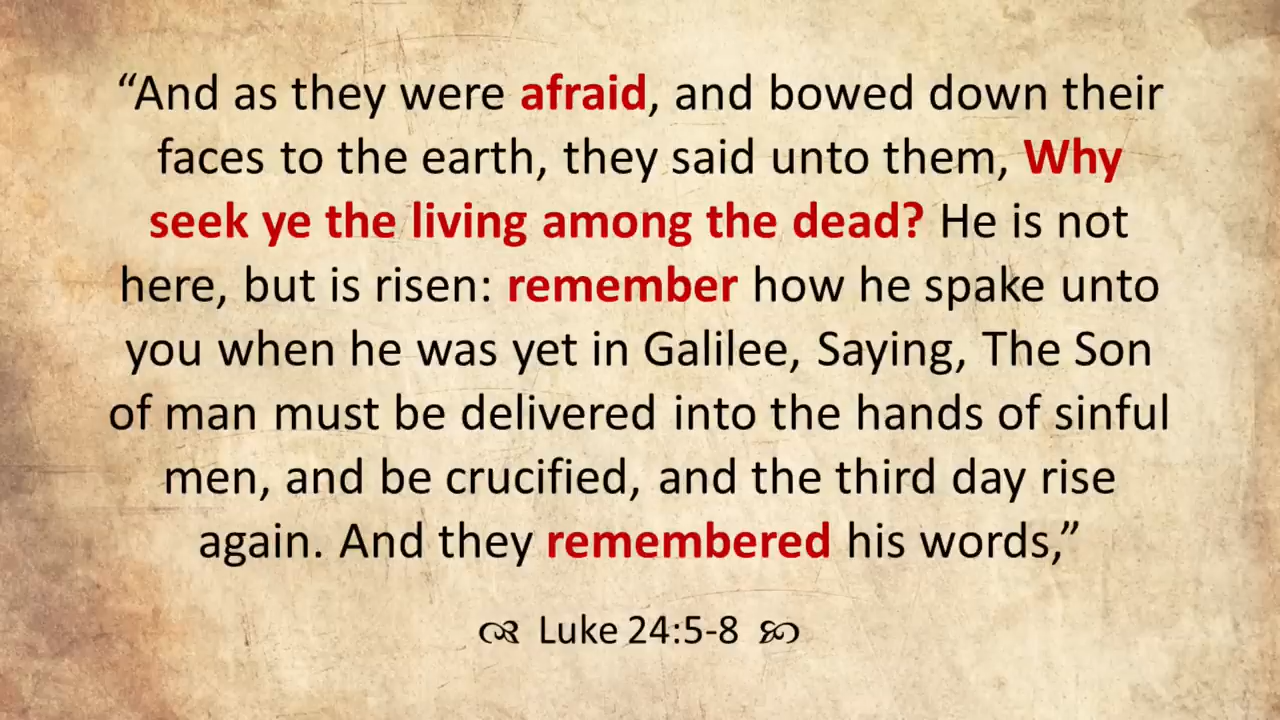 “And as they were afraid, and bowed down their
faces to the earth, they said unto them, Why
seek ye the living among the dead? He is not
here, but is risen: remember how he spake unto
you when he was yet in Galilee, Saying, The Son
of man must be delivered into the hands of sinful
men, and be crucified, and the third day rise
again. And they remembered his words,”
Luke 24:5-8